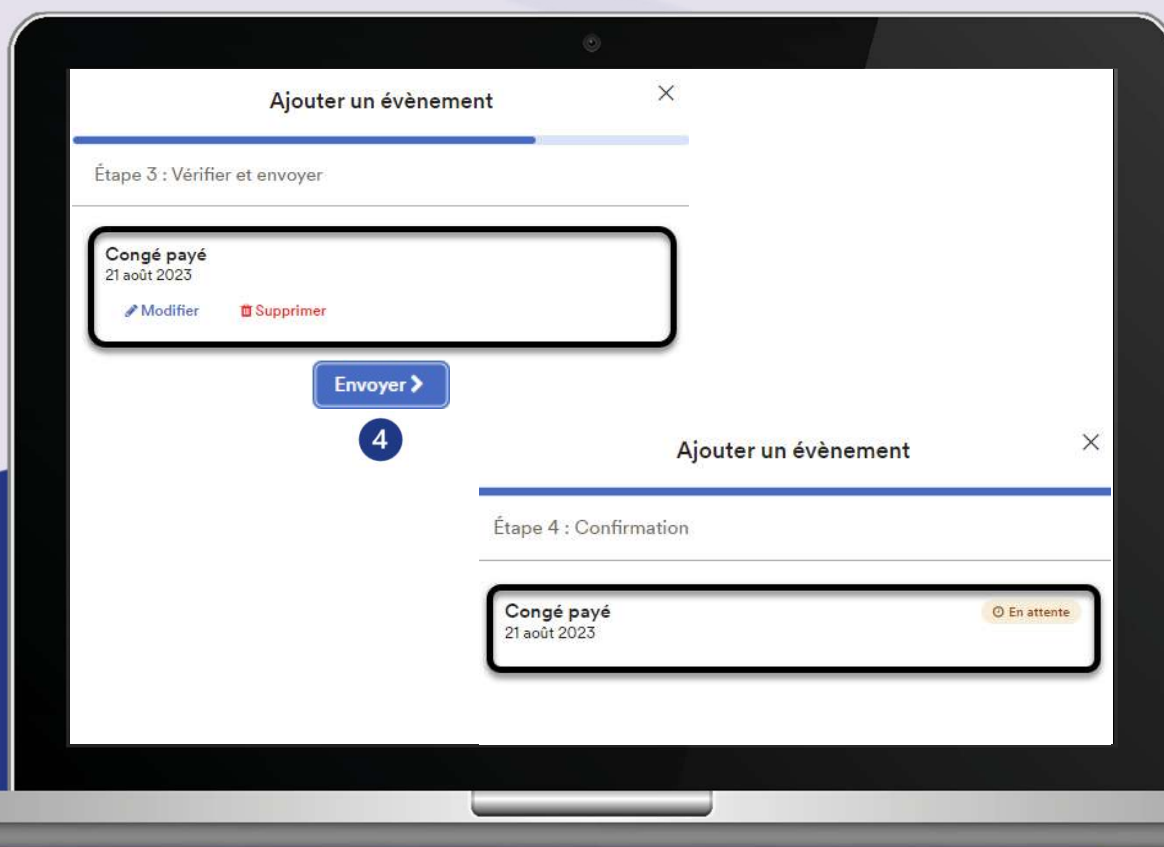 Ajouter un évènement
Étape 3 : Vérifier et envoyer
Congé payé
21 août 2023
Modifier
Supprimer
Envoyer
4
Ajouter un évènement
Étape 4 : Confirmation
Congé payé
En attente
21 août 2023